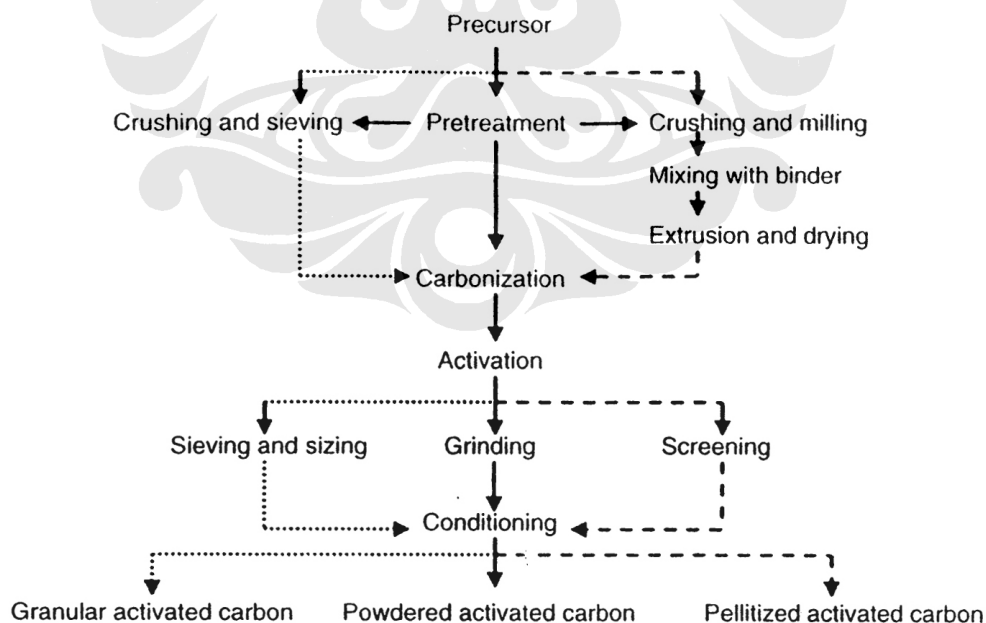 Precursor
Crushing and sieving
Pretreatment
Crushing and milling
Mixing with binder
Extrusion and drying
Carbonization
Activation
Sieving and sizing
Grinding
Screening
Conditioning
Granular activated carbon
Powdered activated carbon
Pellitized activated carbon